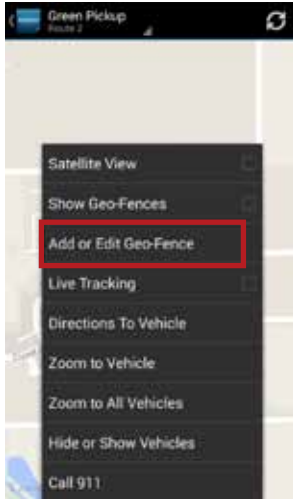 Green Pickup
Route 2
Satellite View
Show Geo-Fences
Add or Edit Geo-Fence
Live Tracking
Directions To Vehicle
Zoom to Vehicle
Zoom to All Vehicles
Hide or Show Vehicles
Call 911